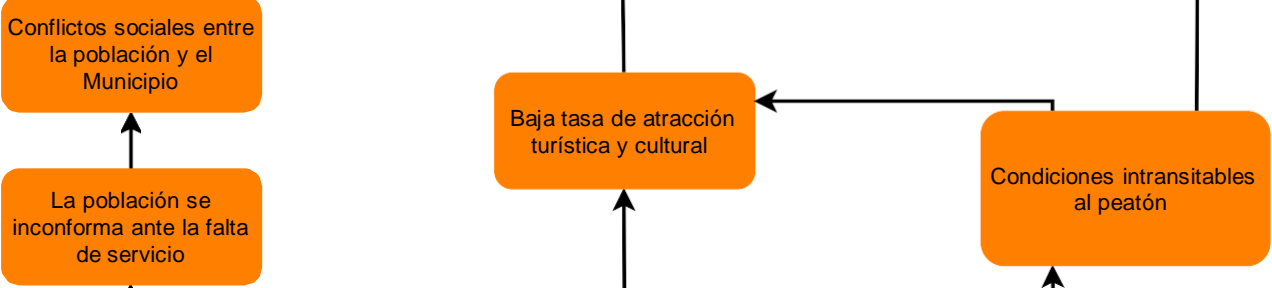 Conflictos sociales entre
la población y el
Municipio
Baja tasa de atracción
turística y cultural
Condiciones intransitables
al peatón
La población se
inconforma ante la falta
de servicio